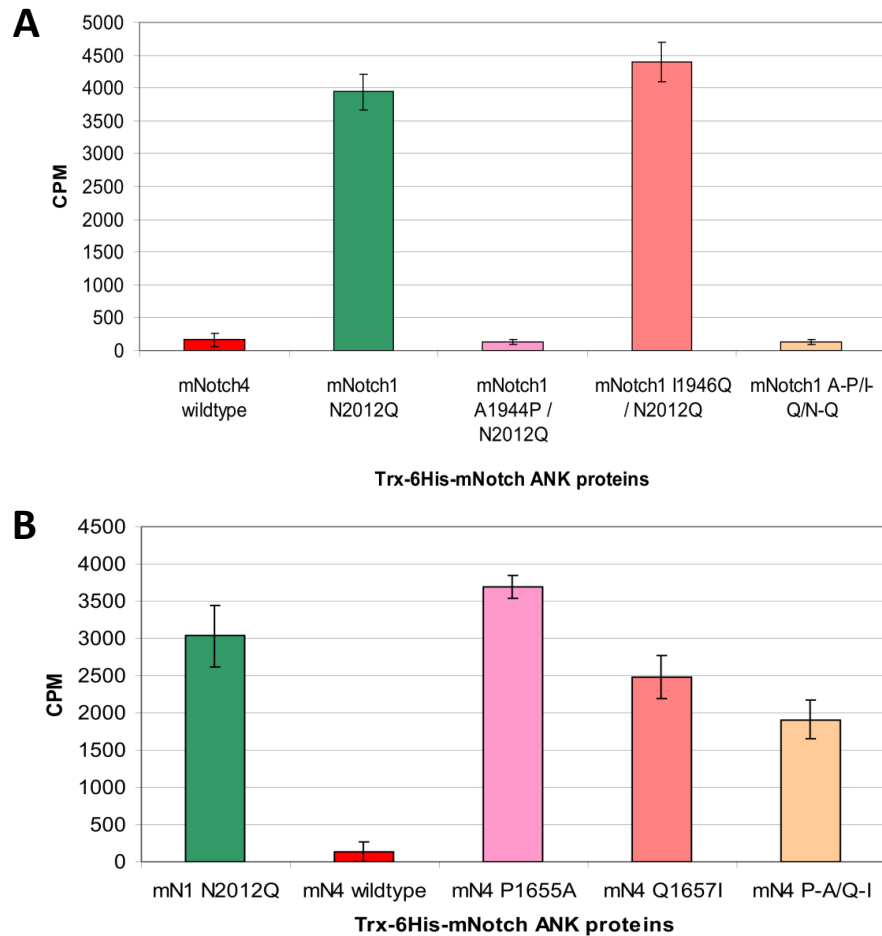 A
5000
4500
4000
3500
3000
2500
2000
1500
1000
500
0
CPM
mNotch4 wildtype
mNotch1 N2012Q
mNotch1 A1944P / N2012Q
mNotch1 I1946Q / N2012Q
mNotch1 A-P/I-Q/N-Q
Trx-6His-mNotch ANK proteins
B
4500
4000
3500
3000
2500
2000
1500
1000
500
0
CPM
mN1 N2012Q
mN4 wildtype
mN4 P1655A
mN4 Q1657I
mN4 P-A/Q-I
Trx-6His-mNotch ANK proteins